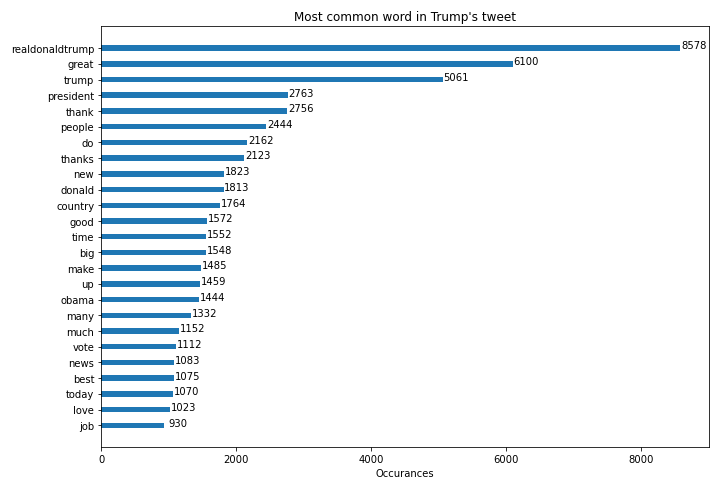 Most common word in Trump's tweet
realdonaldtrump 8578
great 6100
trump 5061
president 2763
thank 2756
people 2444
do 2162
thanks 2123
new 1823
donald 1813
country 1764
good 1572
time 1552
big 1548
make 1485
up 1459
obama 1444
many 1332
much 1152
vote 1112
news 1083
best 1075
today 1070
love 1023
job 930
0 2000 4000 6000 8000
Occurances